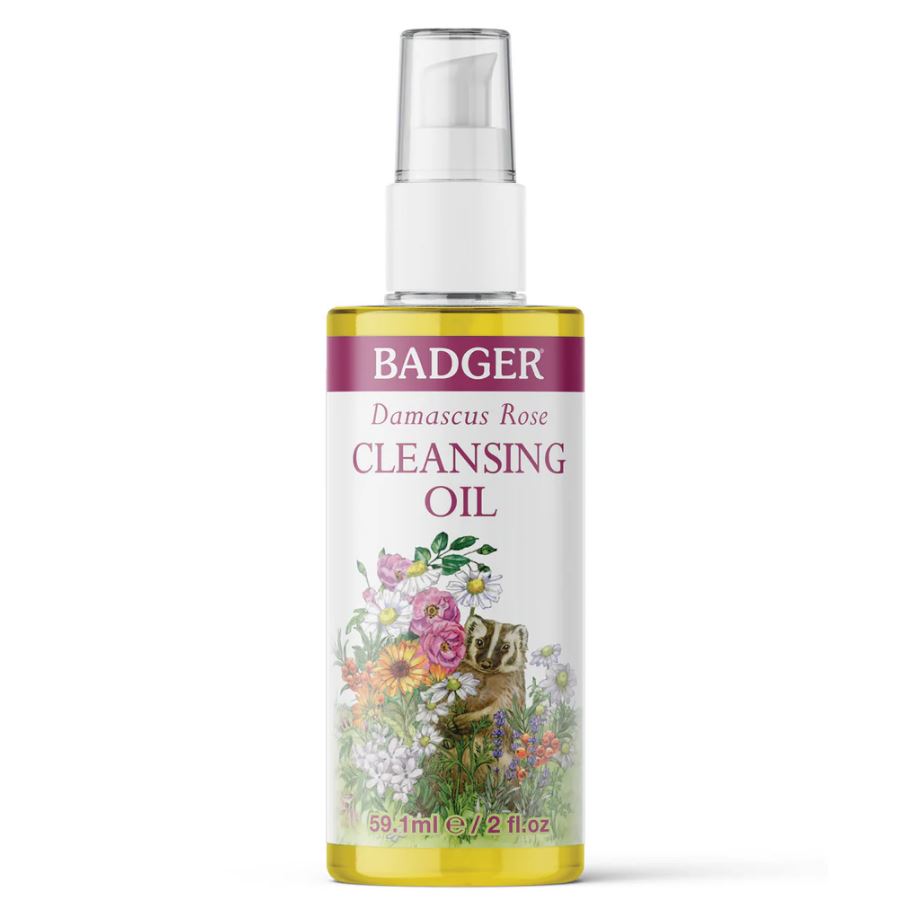 BADGER®
Damascus Rose
CLEANSING
OIL
59.1ml ℮ / 2 fl.oz